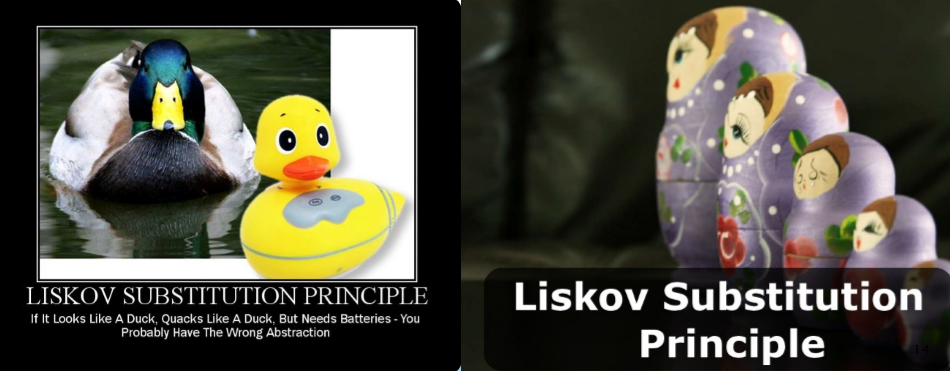 LISKOV SUBSTITUTION PRINCIPLE
If It Looks Like A Duck, Quacks Like A Duck, But Needs Batteries - You
Probably Have The Wrong Abstraction
Liskov Substitution
Principle
14